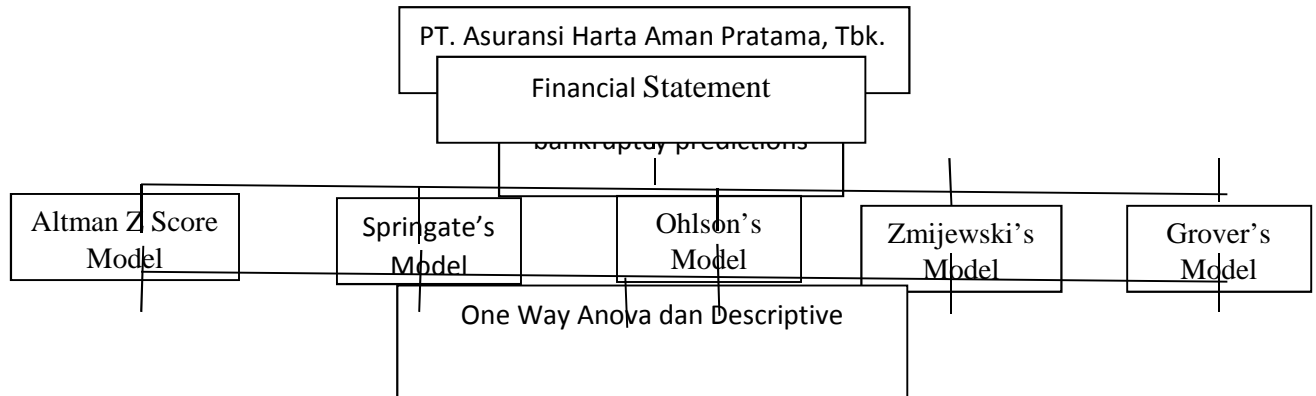 PT. Asuransi Harta Aman Pratama, Tbk.
Financial Statement
bankruptcy predictions
Altman Z Score
Model
Springate's
Model
Ohlson's
Model
Zmijewski's
Model
Grover's
Model
One Way Anova dan Descriptive